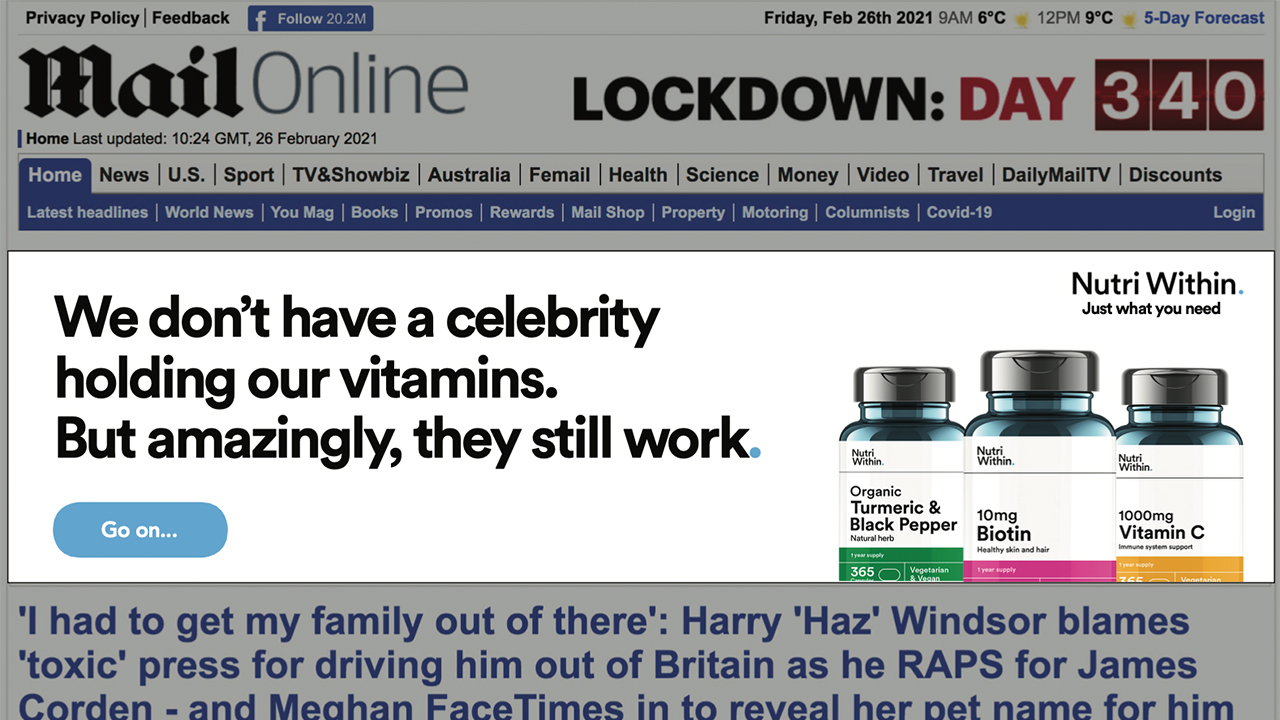 Privacy Policy | Feedback
Follow 20.2M
Friday, Feb 26th 2021 9AM 6°C 12PM 9°C 5-Day Forecast
Mail Online
LOCKDOWN: DAY 340
Home Last updated: 10:24 GMT, 26 February 2021
Home News U.S. Sport TV&Showbiz Australia Femail Health Science Money Video Travel DailyMailTV Discounts
Latest headlines World News You Mag Books Promos Rewards Mail Shop Property Motoring Columnists Covid-19 Login
We don't have a celebrity
holding our vitamins.
But amazingly, they still work.
Go on...
Nutri Within.
Just what you need
Nutri
Within.
Organic
Turmeric &
Black Pepper
Natural herb
1 year supply
365 Vegetarian
Capsules & Vegan
Nutri
Within.
10mg
Biotin
Healthy skin and hair
1 year supply
Nutri
Within.
1000mg
Vitamin C
Immune system support
1 year supply
365 Vegetarian
'I had to get my family out of there': Harry 'Haz' Windsor blames
'toxic' press for driving him out of Britain as he RAPS for James
Corden - and Meghan FaceTimes in to reveal her pet name for him